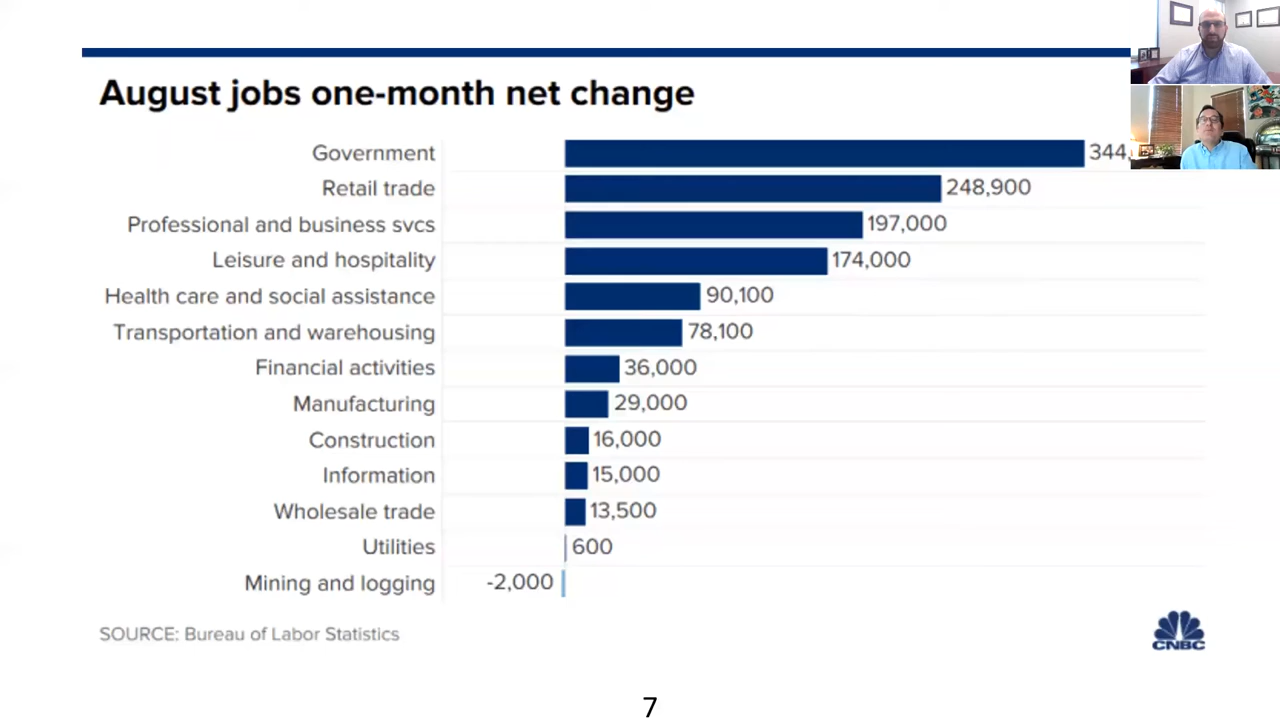 August jobs one-month net change
Government 344,
Retail trade 248,900
Professional and business svcs 197,000
Leisure and hospitality 174,000
Health care and social assistance 90,100
Transportation and warehousing 78,100
Financial activities 36,000
Manufacturing 29,000
Construction 16,000
Information 15,000
Wholesale trade 13,500
Utilities 600
Mining and logging -2,000
SOURCE: Bureau of Labor Statistics
CNBC
7